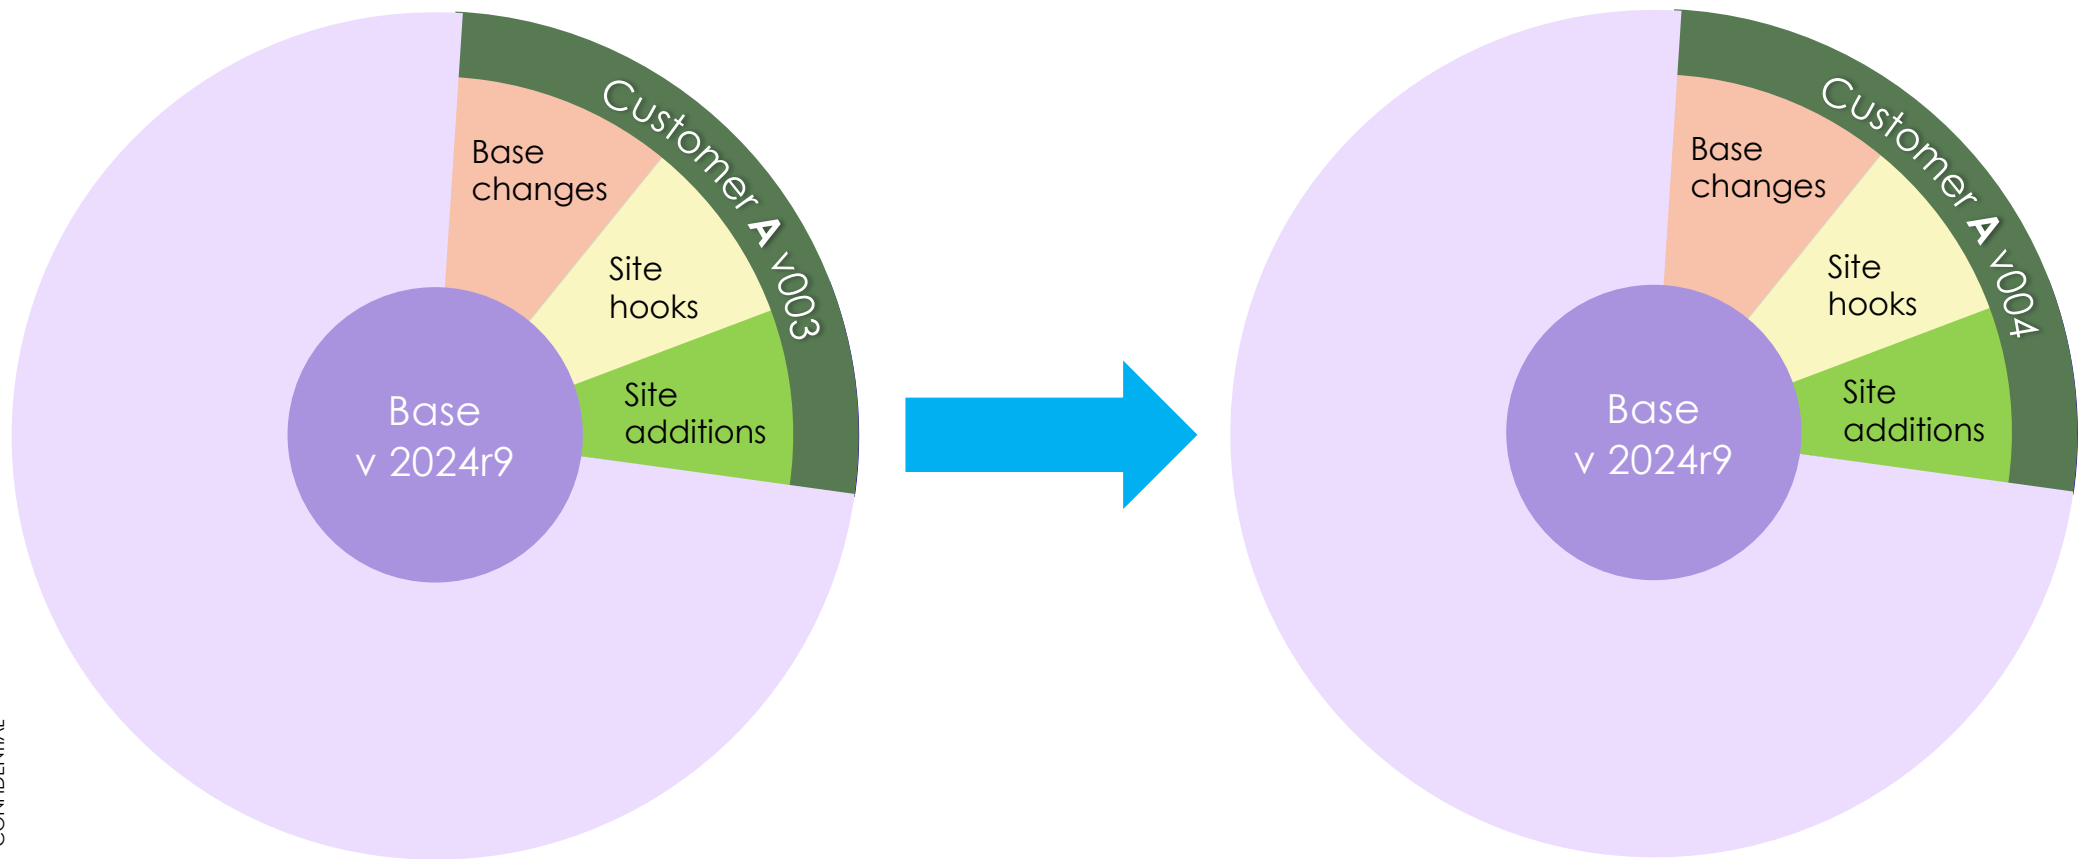 Customer A v003
Base
changes
Site
hooks
Site
additions
Base
v 2024r9
Customer A v004
Base
changes
Site
hooks
Site
additions
Base
v 2024r9
CONFIDENTIAL